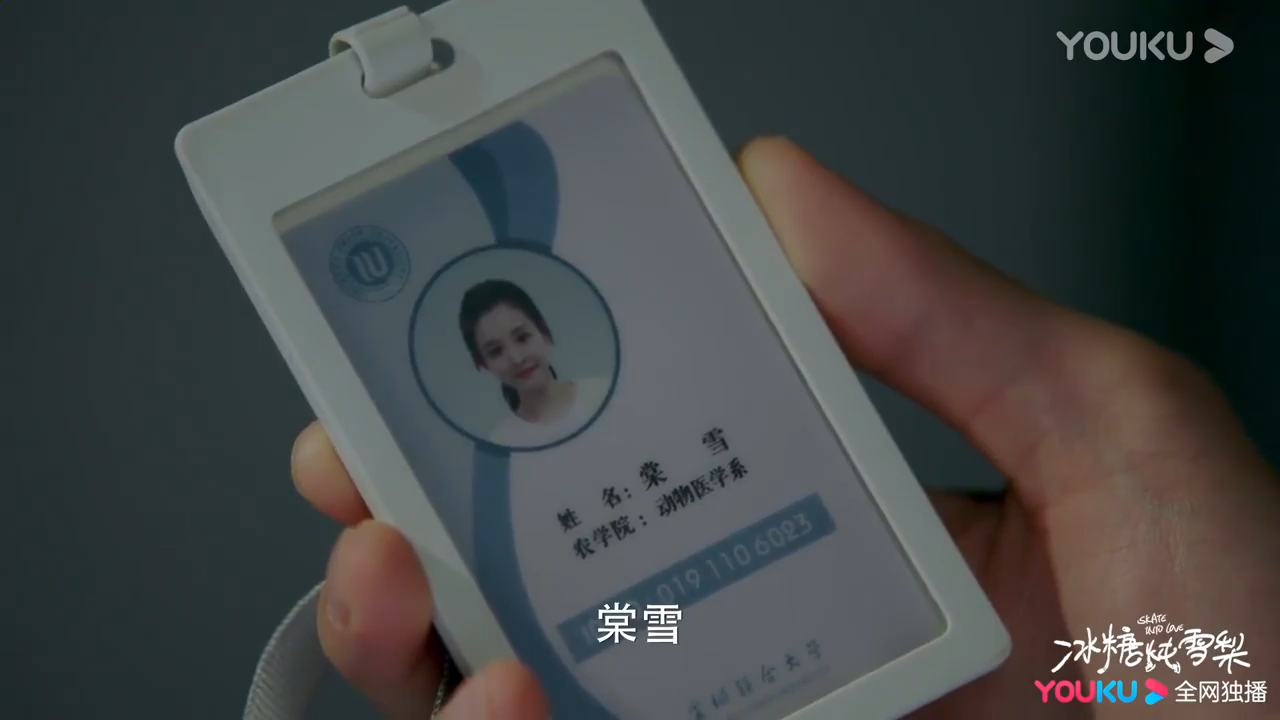 YOUKU
姓 名：棠 雪
农学院：动物医学系
019 110 6023
棠雪
SKATE
INTO LOVE
冰糖炖雪梨
YOUKU 全网独播